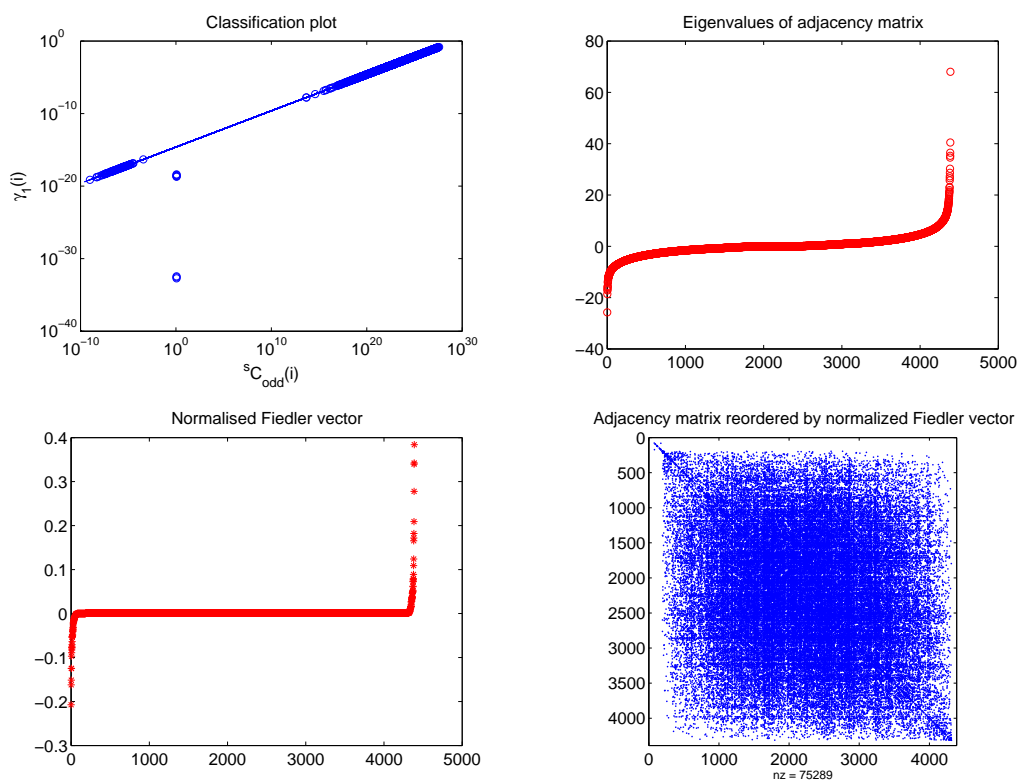 Classification plot
10^0
10^−10
10^−20
10^−30
10^−40
γ_1(i)
10^−10 10^0 10^10 10^20 10^30
^sC_odd(i)
Eigenvalues of adjacency matrix
80
60
40
20
0
−20
−40
0 1000 2000 3000 4000 5000
Normalised Fiedler vector
0.4
0.3
0.2
0.1
0
−0.1
−0.2
−0.3
0 1000 2000 3000 4000 5000
Adjacency matrix reordered by normalized Fiedler vector
0
500
1000
1500
2000
2500
3000
3500
4000
0 1000 2000 3000 4000
nz = 75289